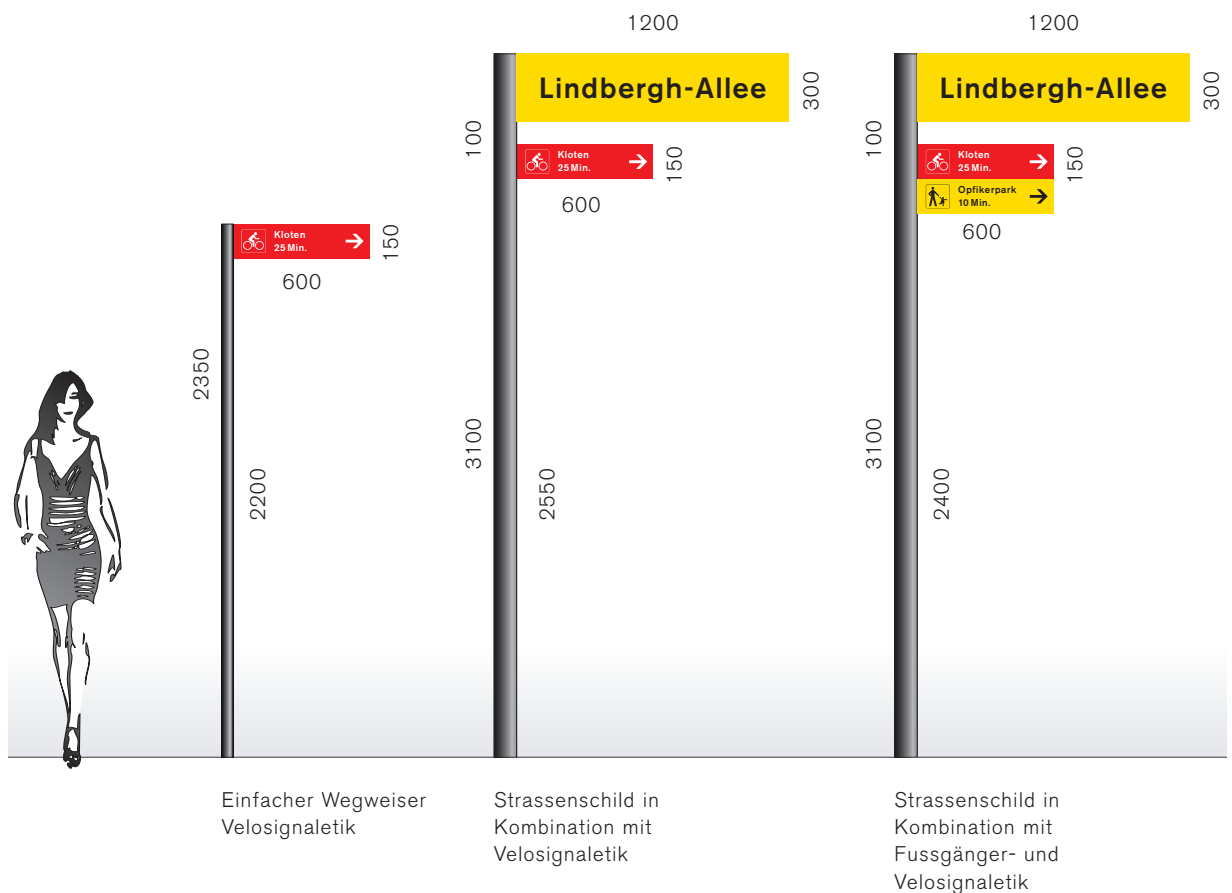 1200
1200
Lindbergh-Allee
300
Lindbergh-Allee
300
100
100
Kloten
25 Min.
150
600
Kloten
25 Min.
150
Opfikerpark
10 Min.
600
Kloten
25 Min.
150
600
2350
2200
3100
2550
3100
2400
Einfacher Wegweiser
Velosignaletik
Strassenschild in
Kombination mit
Velosignaletik
Strassenschild in
Kombination mit
Fussgänger- und
Velosignaletik